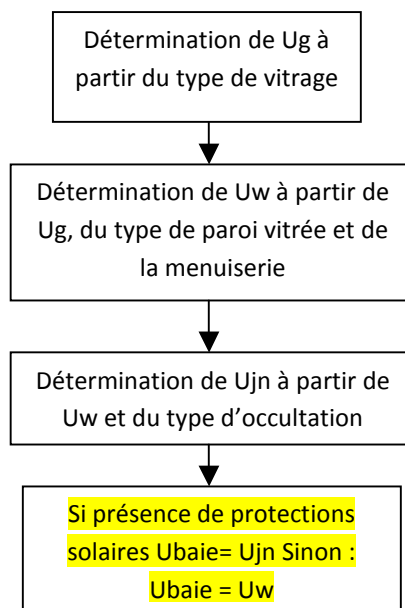 Détermination de Ug à
partir du type de vitrage
Détermination de Uw à partir de
Ug, du type de paroi vitrée et de
la menuiserie
Détermination de Ujn à partir de
Uw et du type d’occultation
Si présence de protections
solaires Ubaie= Ujn Sinon :
Ubaie = Uw